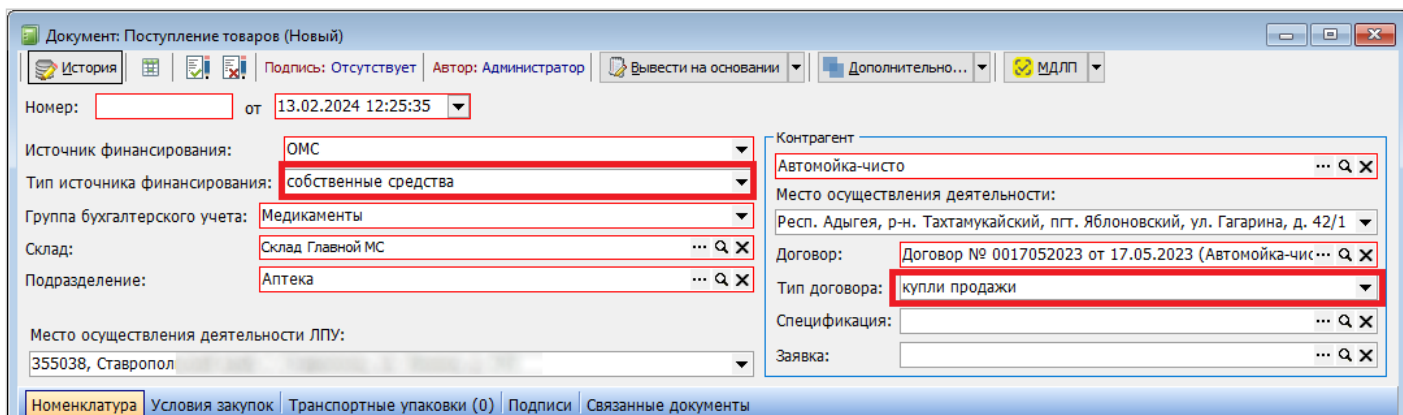 Документ: Поступление товаров (Новый)
История Подпись: Отсутствует Автор: Администратор Вывести на основании Дополнительно... МДЛП
Номер: от 13.02.2024 12:25:35
Источник финансирования: ОМС
Тип источника финансирования: собственные средства
Группа бухгалтерского учета: Медикаменты
Склад: Склад Главной МС
Подразделение: Аптека
Место осуществления деятельности ЛПУ:
355038, Ставропол
Контрагент
Автомойка-чисто
Место осуществления деятельности:
Респ. Адыгея, р-н. Тахтамукайский, пгт. Яблоновский, ул. Гагарина, д. 42/1
Договор: Договор № 0017052023 от 17.05.2023 (Автомойка-чис
Тип договора: купли продажи
Спецификация:
Заявка:
Номенклатура Условия закупок Транспортные упаковки (0) Подписи Связанные документы